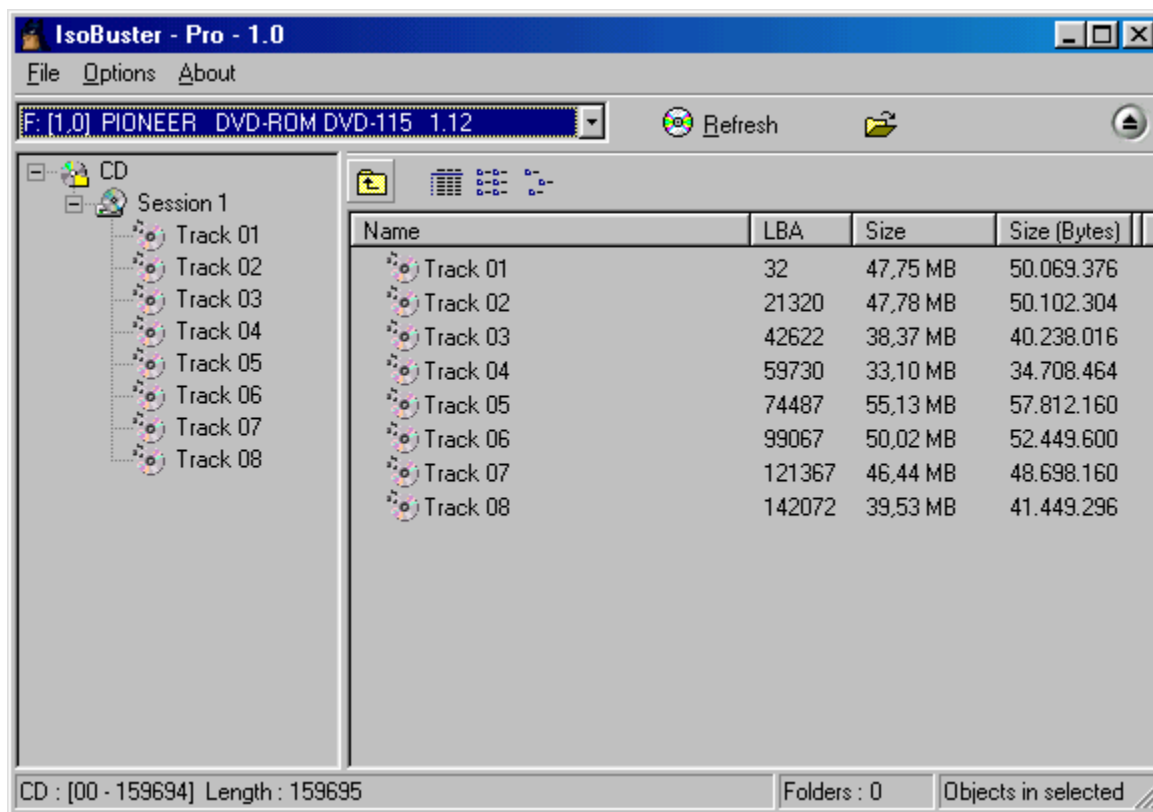 IsoBuster - Pro - 1.0
File Options About
F: [1,0] PIONEER DVD-ROM DVD-115 1.12
Refresh
CD
Session 1
Track 01
Track 02
Track 03
Track 04
Track 05
Track 06
Track 07
Track 08
Name LBA Size Size (Bytes)
Track 01 32 47,75 MB 50.069.376
Track 02 21320 47,78 MB 50.102.304
Track 03 42622 38,37 MB 40.238.016
Track 04 59730 33,10 MB 34.708.464
Track 05 74487 55,13 MB 57.812.160
Track 06 99067 50,02 MB 52.449.600
Track 07 121367 46,44 MB 48.698.160
Track 08 142072 39,53 MB 41.449.296
CD : [00 - 159694] Length : 159695
Folders : 0
Objects in selected